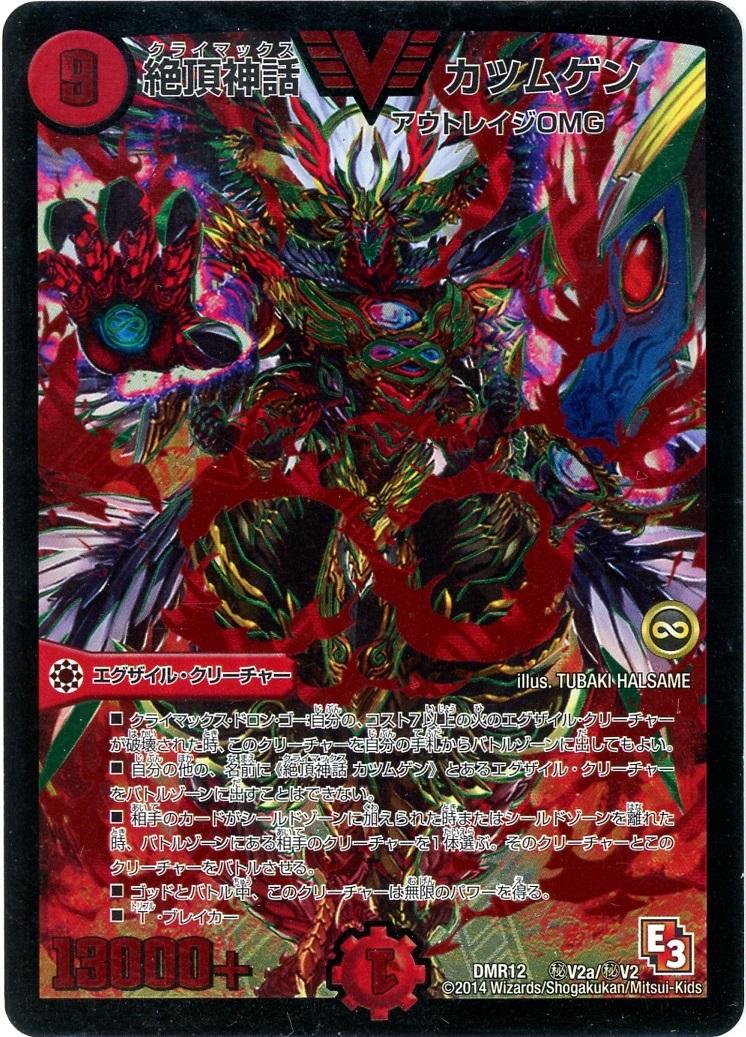 クライマックス
9 絶頂神話 カツムゲン
アウトレイジOMG
エグザイル・クリーチャー
illus. TUBAKI HALSAME
■ クライマックス・ドロン・ゴー:自分の、コスト7以上の火のエグザイル・クリーチャー
が破壊された時、このクリーチャーを自分の手札からバトルゾーンに出してもよい。
■ 自分の他の、名前に《絶頂神話 カツムゲン》とあるエグザイル・クリーチャー
をバトルゾーンに出すことはできない。
■ 相手のカードがシールドゾーンに加えられた時またはシールドゾーンを離れた
時、バトルゾーンにある相手のクリーチャーを1体選ぶ。そのクリーチャーとこの
クリーチャーをバトルさせる。
■ ゴッドとバトル中、このクリーチャーは無限のパワーを得る。
■ T・ブレイカー
13000+
1
E3
DMR12 ㊙V2a/㊙V2
©2014 Wizards/Shogakukan/Mitsui-Kids